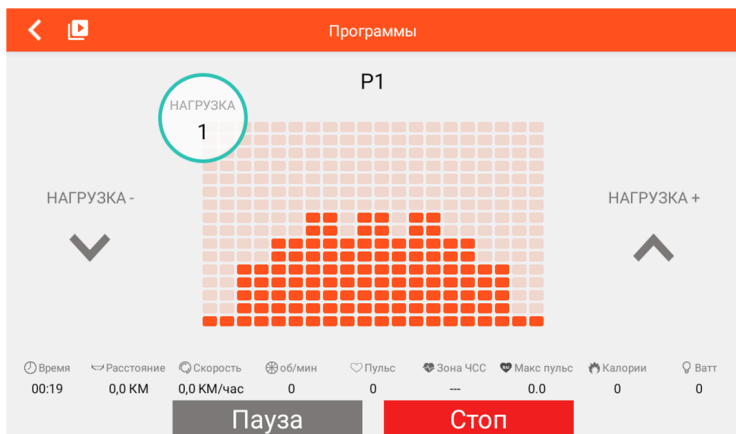 Программы
P1
НАГРУЗКА
1
НАГРУЗКА -
НАГРУЗКА +
Время Расстояние Скорость об/мин Пульс Зона ЧСС Макс пульс Калории Ватт
00:19 0,0 КМ 0,0 КМ/час 0 0 --- 0.0 0 0
Пауза Стоп